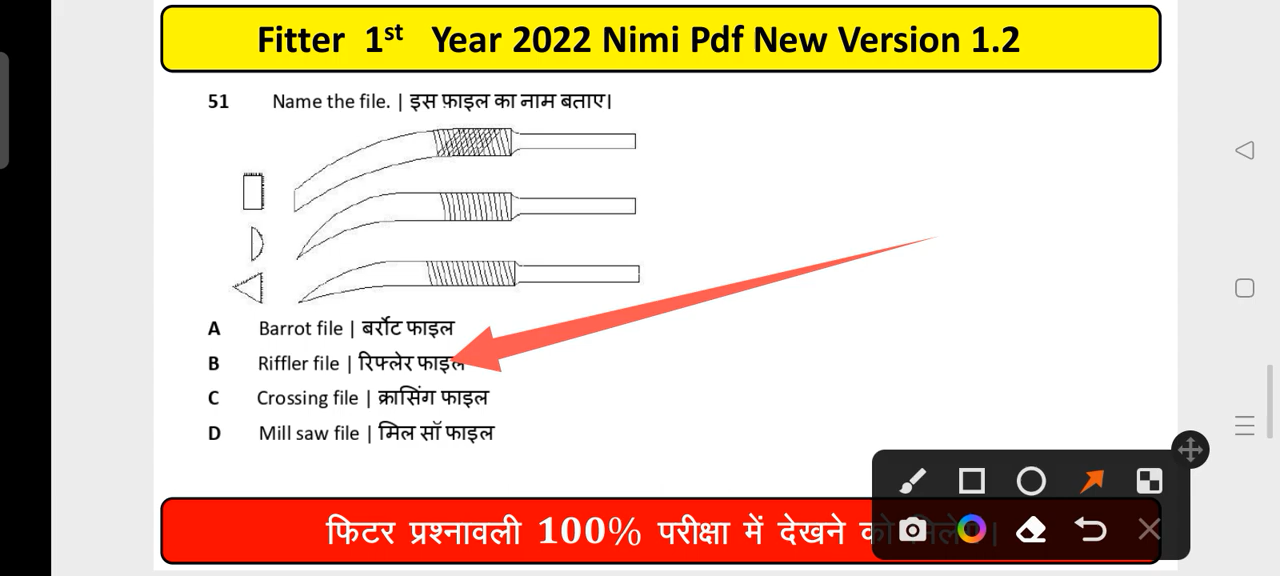 Fitter 1st Year 2022 Nimi Pdf New Version 1.2
51 Name the file. | इस फ़ाइल का नाम बताए।
A Barrot file | बर्रोट फाइल
B Riffler file | रिफ्लेर फाइल
C Crossing file | क्रासिंग फाइल
D Mill saw file | मिल सॉ फाइल
फिटर प्रश्नावली 100% परीक्षा में देखने को